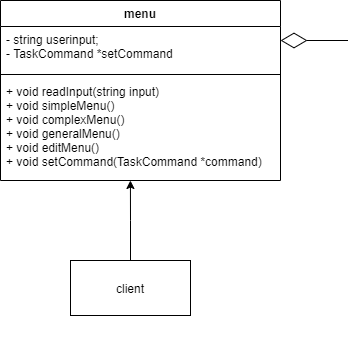 menu
- string userinput;
- TaskCommand *setCommand
+ void readInput(string input)
+ void simpleMenu()
+ void complexMenu()
+ void generalMenu()
+ void editMenu()
+ void setCommand(TaskCommand *command)
client